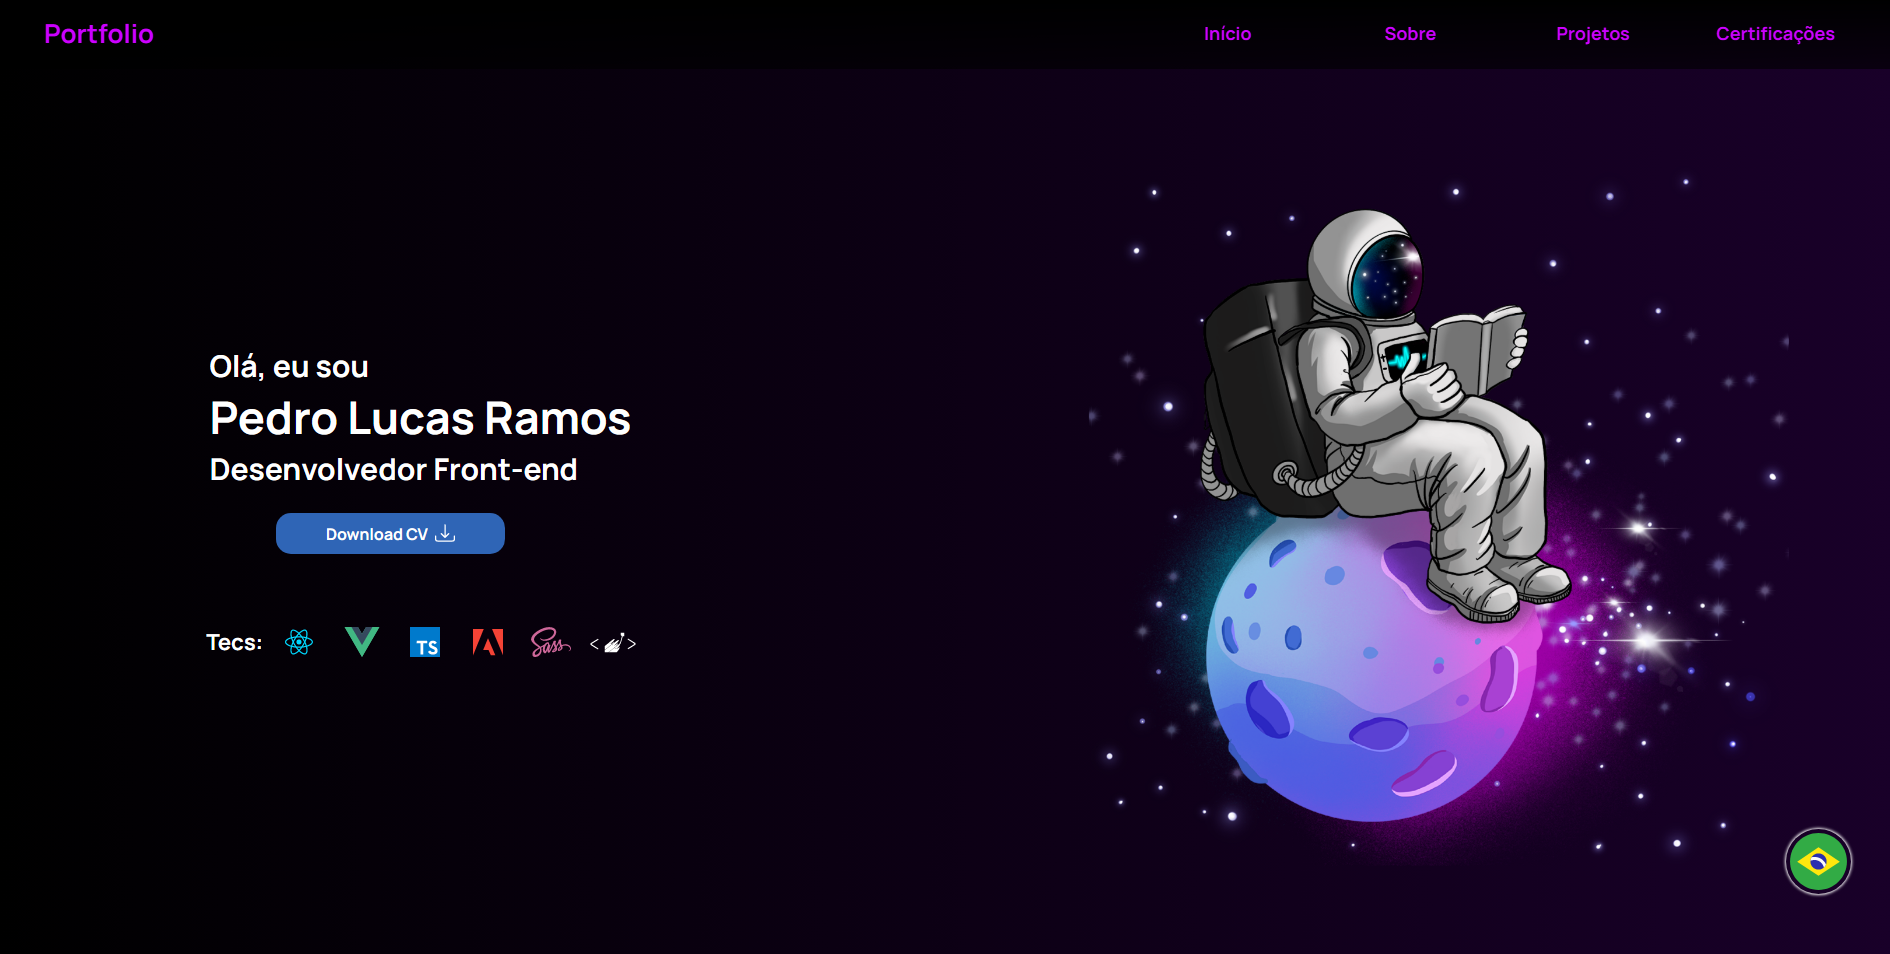 Portfolio
Início
Sobre
Projetos
Certificações
Olá, eu sou
Pedro Lucas Ramos
Desenvolvedor Front-end
Download CV
Tecs:
TS
Sass
< >